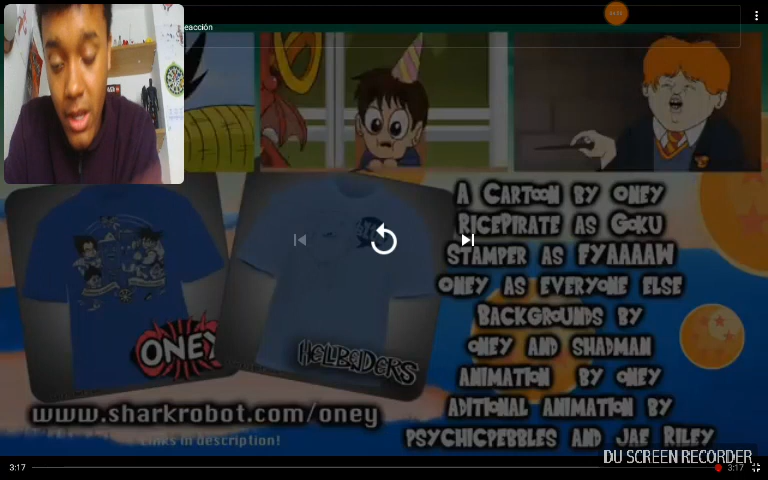 eacción
A CARTOON BY ONEY
RICEPIRATE AS GOKU
STAMPER AS FYAAAAW
ONEY AS EVERYONE ELSE
BACKGROUNDS BY
ONEY AND SHADMAN
ANIMATION BY ONEY
ADITIONAL ANIMATION BY
PSYCHICPEBBLES AND JAE RILEY
ONEY
HELLBENDERS
www.sharkrobot.com/oney
Links in description!
DU SCREEN RECORDER
3:17
3:17